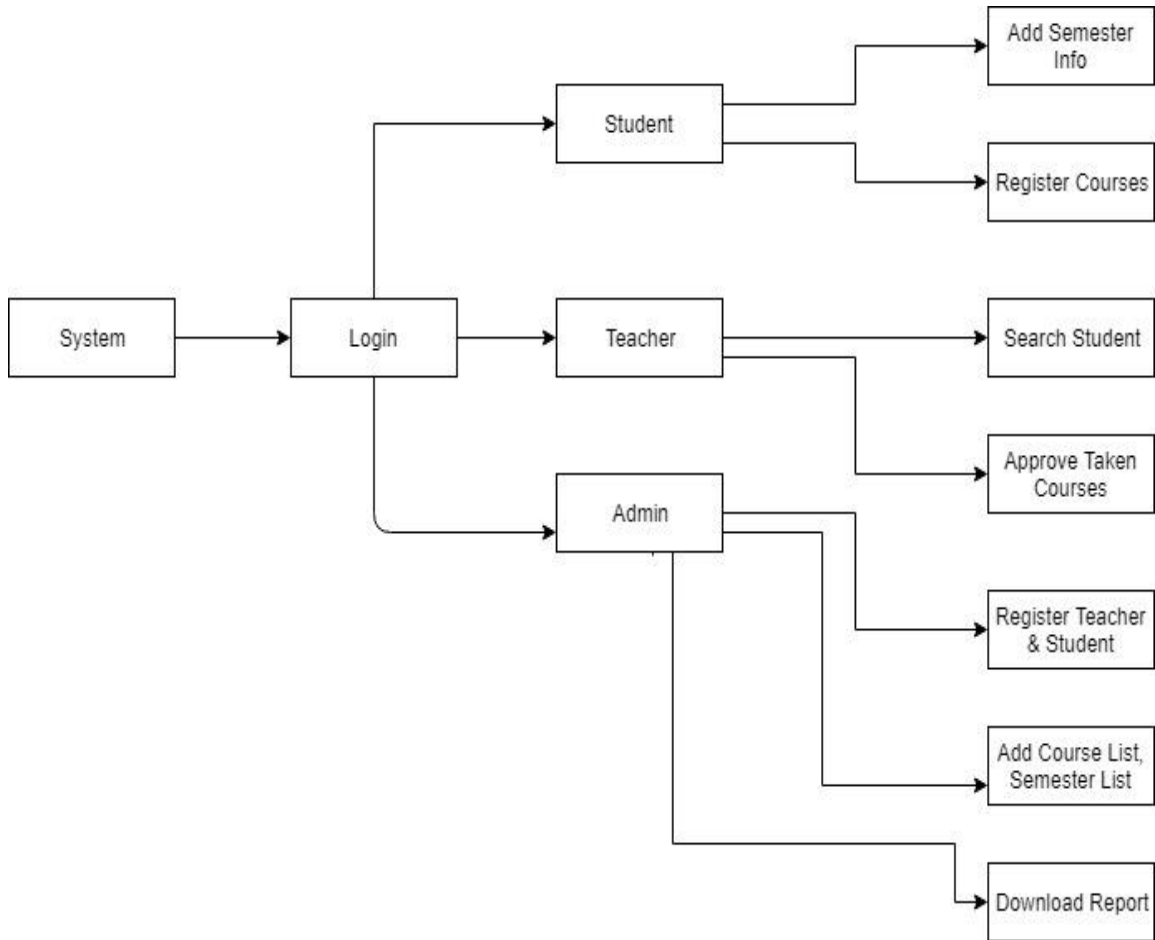 Add Semester
Info
Student
Register Courses
System
Login
Teacher
Search Student
Approve Taken
Courses
Admin
Register Teacher
& Student
Add Course List,
Semester List
Download Report